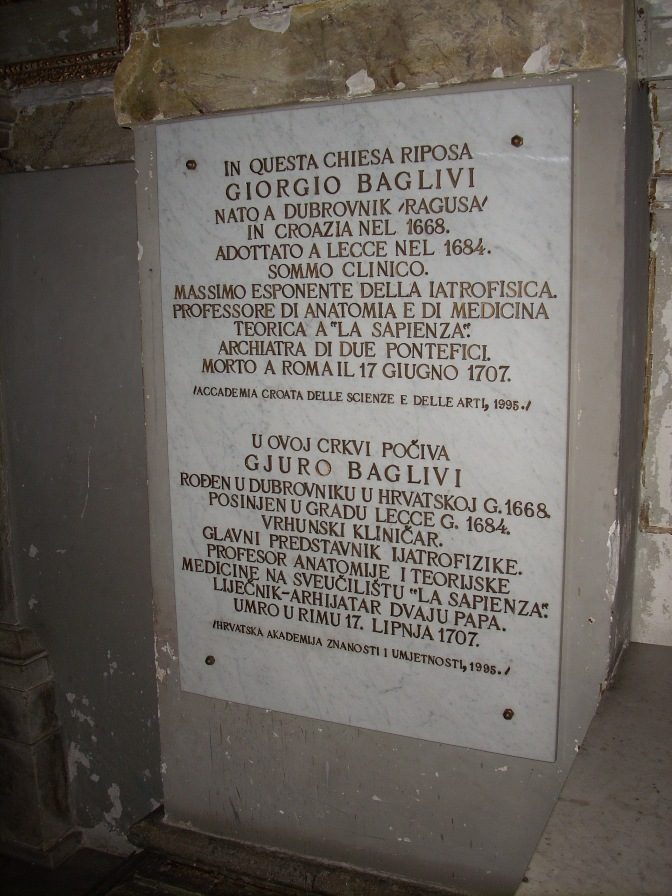 IN QUESTA CHIESA RIPOSA
GIORGIO BAGLIVI
NATO A DUBROVNIK /RAGUSA/
IN CROAZIA NEL 1668.
ADOTTATO A LECCE NEL 1684.
SOMMO CLINICO.
MASSIMO ESPONENTE DELLA IATROFISICA.
PROFESSORE DI ANATOMIA E DI MEDICINA
TEORICA A "LA SAPIENZA".
ARCHIATRA DI DUE PONTEFICI.
MORTO A ROMA IL 17 GIUGNO 1707.
/ACCADEMIA CROATA DELLE SCIENZE E DELLE ARTI, 1995./
U OVOJ CRKVI POČIVA
GJURO BAGLIVI
ROĐEN U DUBROVNIKU U HRVATSKOJ G. 1668.
POSINJEN U GRADU LECCE G. 1684.
VRHUNSKI KLINIČAR.
GLAVNI PREDSTAVNIK IJATROFIZIKE.
PROFESOR ANATOMIJE I TEORIJSKE
MEDICINE NA SVEUČILIŠTU "LA SAPIENZA".
LIJEČNIK-ARHIJATAR DVAJU PAPA.
UMRO U RIMU 17. LIPNJA 1707.
/HRVATSKA AKADEMIJA ZNANOSTI I UMJETNOSTI, 1995./